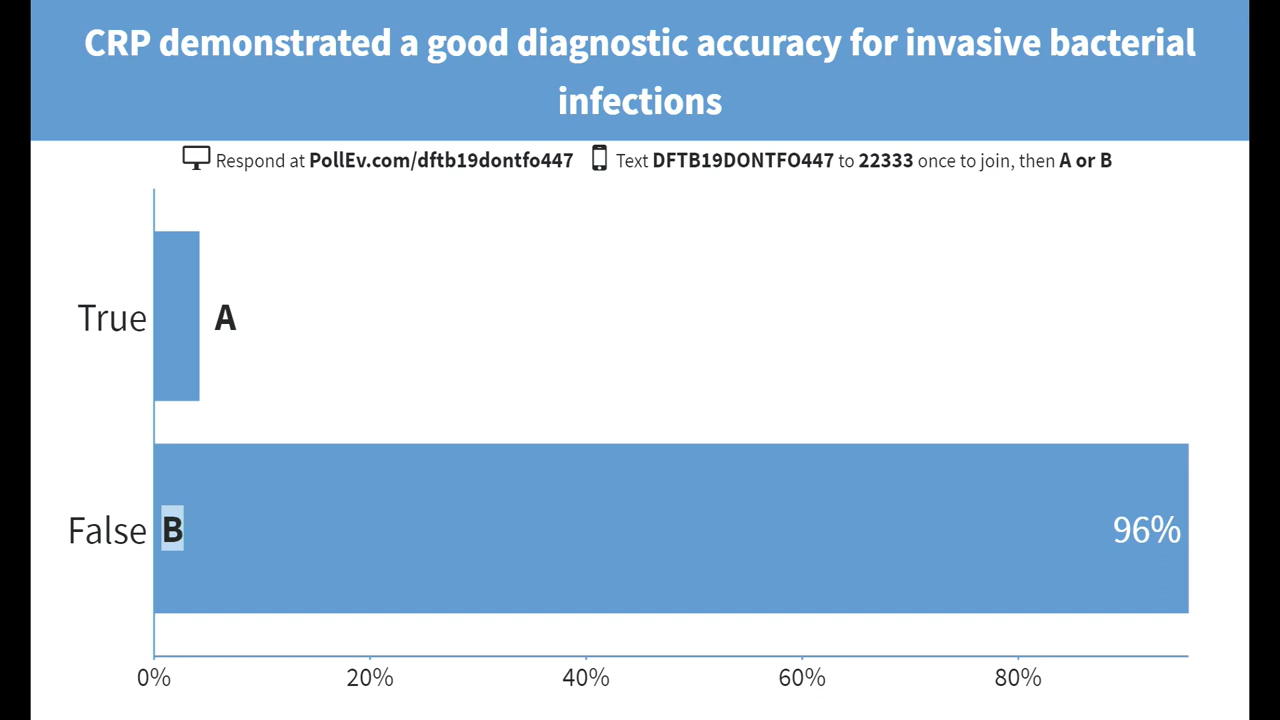 CRP demonstrated a good diagnostic accuracy for invasive bacterial
infections
Respond at PollEv.com/dftb19dontfo447 Text DFTB19DONTFO447 to 22333 once to join, then A or B
True A
False B 96%
0% 20% 40% 60% 80%